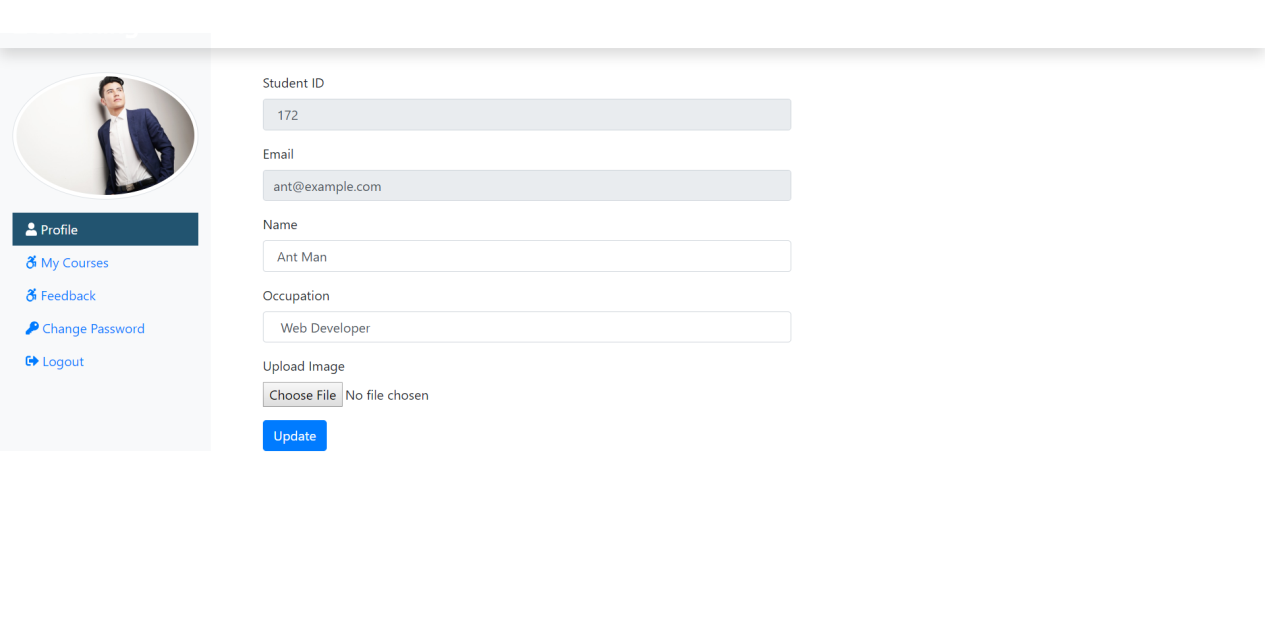 Student ID
172
Email
ant@example.com
Name
Ant Man
Occupation
Web Developer
Upload Image
Choose File No file chosen
Update
Profile
My Courses
Feedback
Change Password
Logout